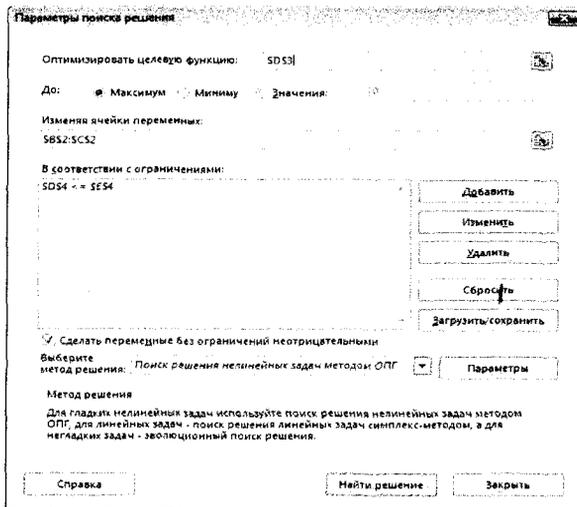 Параметры поиска решения
Оптимизировать целевую функцию: $D$3
До: Максимум Миниму Значения: 0
Изменяя ячейки переменных:
$B$2:$C$2
В соответствии с ограничениями:
$D$4 <= $E$4
Добавить
Изменить
Удалить
Сбросить
Загрузить/сохранить
Сделать переменные без ограничений неотрицательными
Выберите
метод решения: Поиск решения нелинейных задач методом ОПГ Параметры
Метод решения
Для гладких нелинейных задач используйте поиск решения нелинейных задач методом
ОПГ, для линейных задач - поиск решения линейных задач симплекс-методом, а для
негладких задач - эволюционный поиск решения.
Справка Найти решение Закрыть